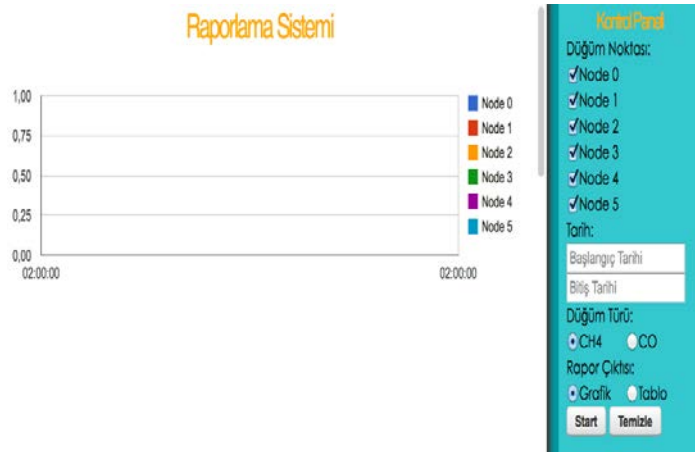 Raporlama Sistemi
1,00
0,75
0,50
0,25
0,00
02:00:00 02:00:00
Node 0
Node 1
Node 2
Node 3
Node 4
Node 5
Kontrol Paneli
Düğüm Noktası:
Node 0
Node 1
Node 2
Node 3
Node 4
Node 5
Tarih:
Başlangıç Tarihi
Bitiş Tarihi
Düğüm Türü:
CH4 CO
Rapor Çıktısı:
Grafik Tablo
Start Temizle